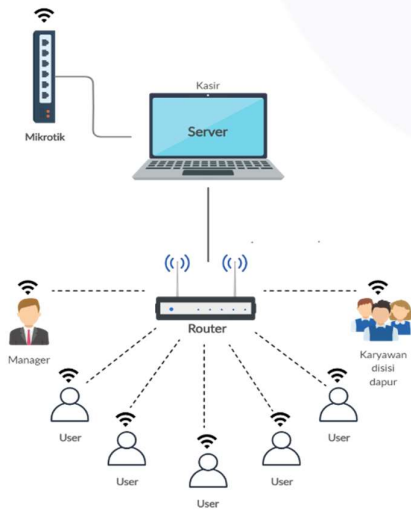 Kasir
Server
Mikrotik
Router
Manager
Karyawan
disisi
dapur
User
User
User
User
User